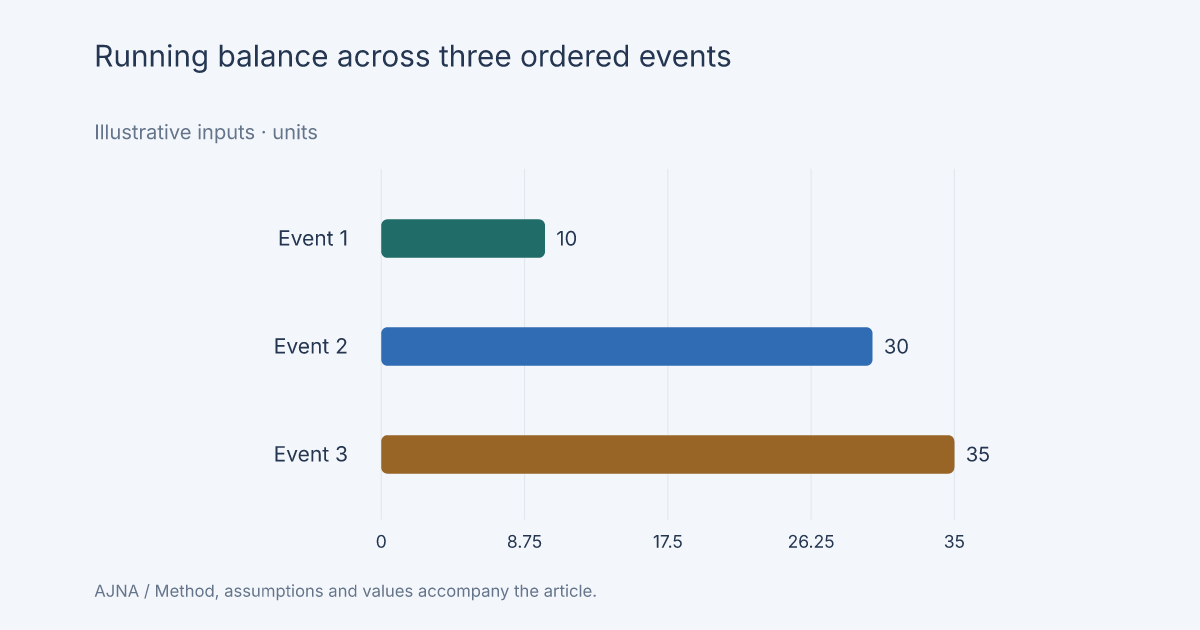 Running balance across three ordered events
Illustrative inputs · units
Event 1
10
Event 2
30
Event 3
35
0 8.75 17.5 26.25 35
AJNA / Method, assumptions and values accompany the article.